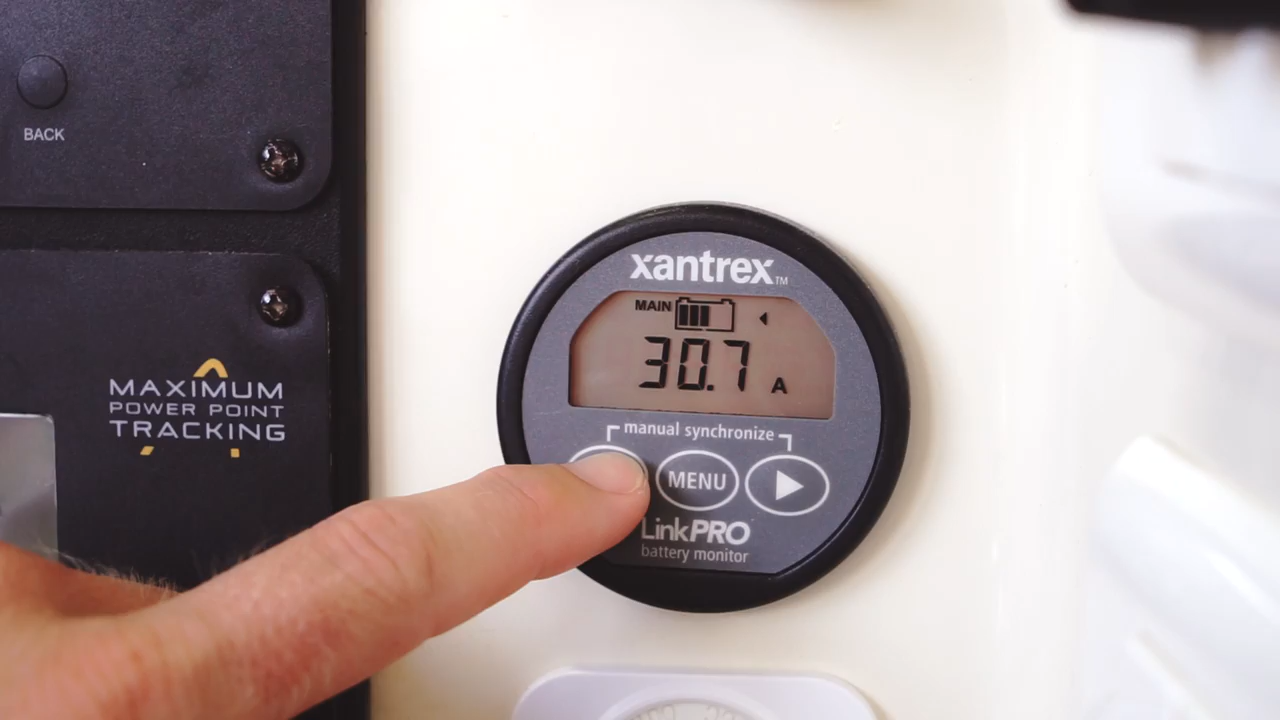 BACK
MAXIMUM
POWER POINT
TRACKING
xantrex™
MAIN
30.7 A
manual synchronize
MENU
LinkPRO
battery monitor